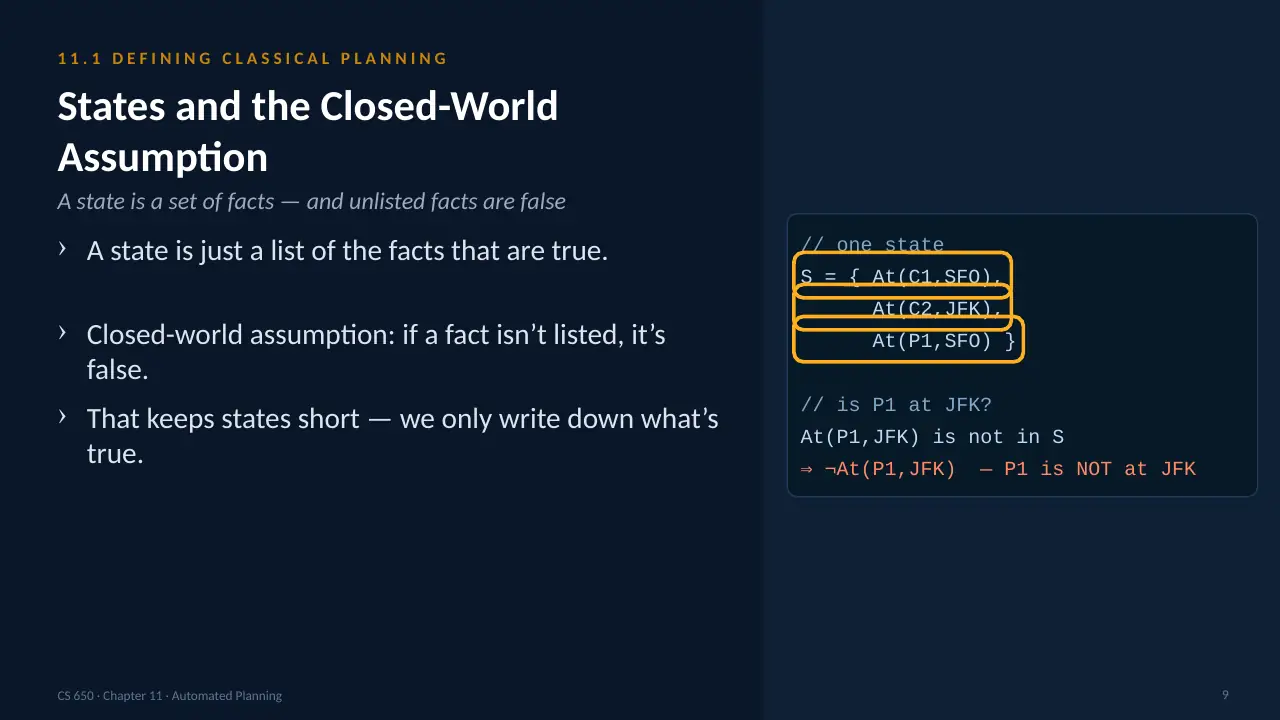 11.1 DEFINING CLASSICAL PLANNING
States and the Closed-World
Assumption
A state is a set of facts — and unlisted facts are false
› A state is just a list of the facts that are true.
› Closed-world assumption: if a fact isn’t listed, it’s
false.
› That keeps states short — we only write down what’s
true.
// one state
S = { At(C1,SFO),
At(C2,JFK),
At(P1,SFO) }
// is P1 at JFK?
At(P1,JFK) is not in S
⇒ ¬At(P1,JFK)  — P1 is NOT at JFK
CS 650 · Chapter 11 · Automated Planning
9